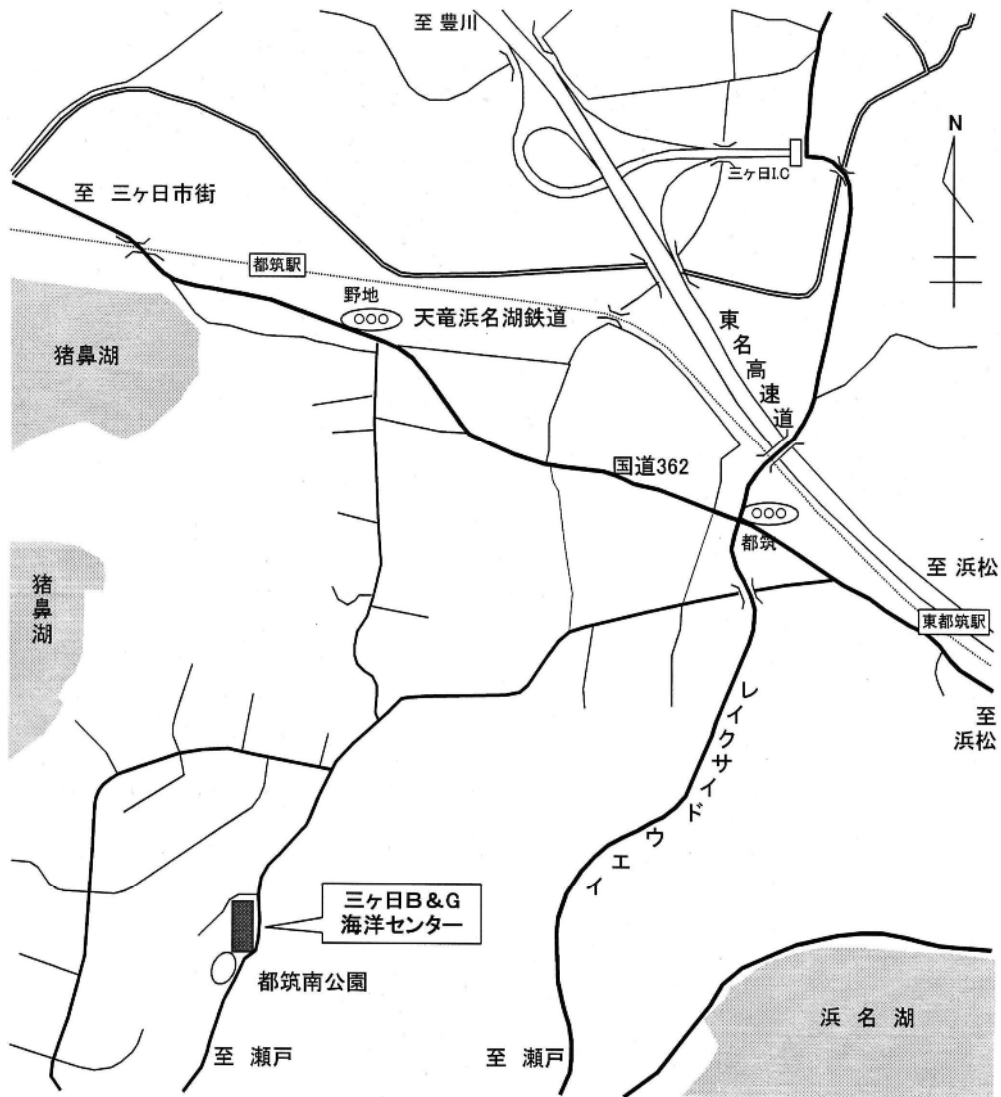 至 豊川
N
三ヶ日I.C
至 三ヶ日市街
都筑駅
野地
天竜浜名湖鉄道
東名高速道
猪鼻湖
国道362
都筑
至 浜松
猪鼻湖
東都筑駅
至
浜松
レイクサイドウエイ
三ヶ日B&G
海洋センター
都筑南公園
浜名湖
至 瀬戸
至 瀬戸